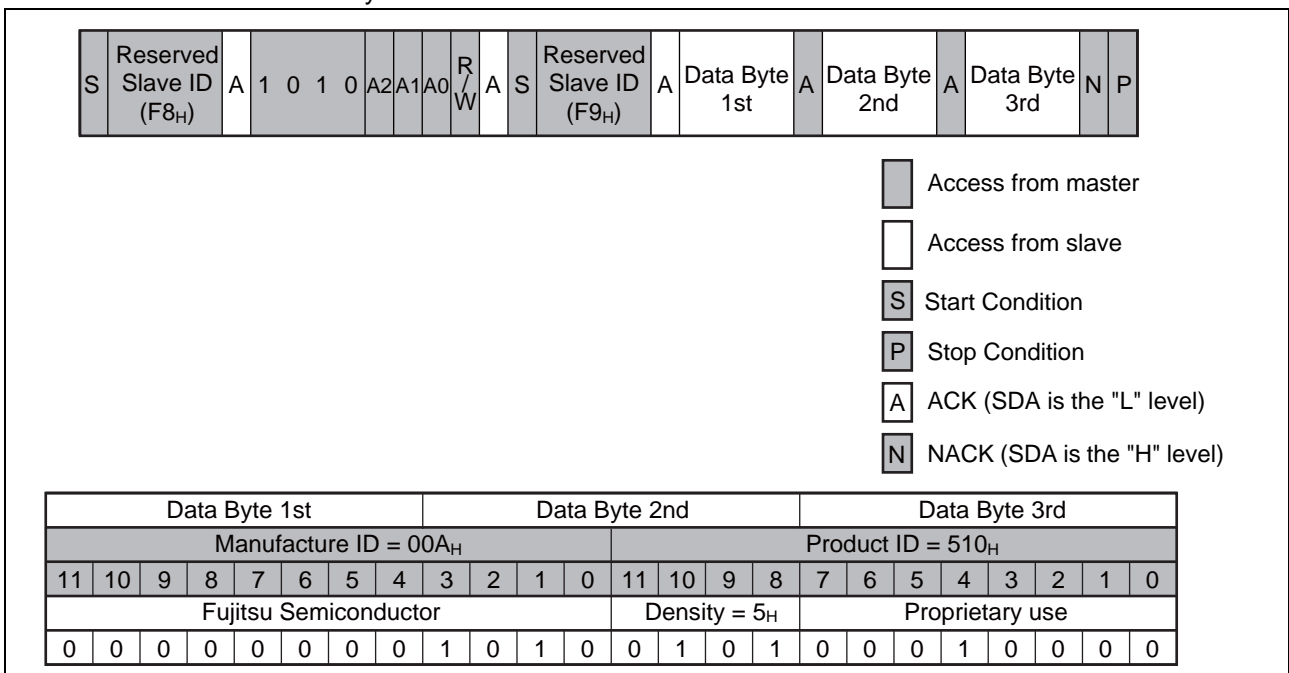 S Reserved Slave ID (F8H) A 1 0 1 0 A2 A1 A0 R/W A S Reserved Slave ID (F9H) A Data Byte 1st A Data Byte 2nd A Data Byte 3rd N P
Access from master
Access from slave
S Start Condition
P Stop Condition
A ACK (SDA is the "L" level)
N NACK (SDA is the "H" level)
Data Byte 1st Data Byte 2nd Data Byte 3rd
Manufacture ID = 00AH Product ID = 510H
11 10 9 8 7 6 5 4 3 2 1 0 11 10 9 8 7 6 5 4 3 2 1 0
Fujitsu Semiconductor Density = 5H Proprietary use
0 0 0 0 0 0 0 0 1 0 1 0 0 1 0 1 0 0 0 1 0 0 0 0